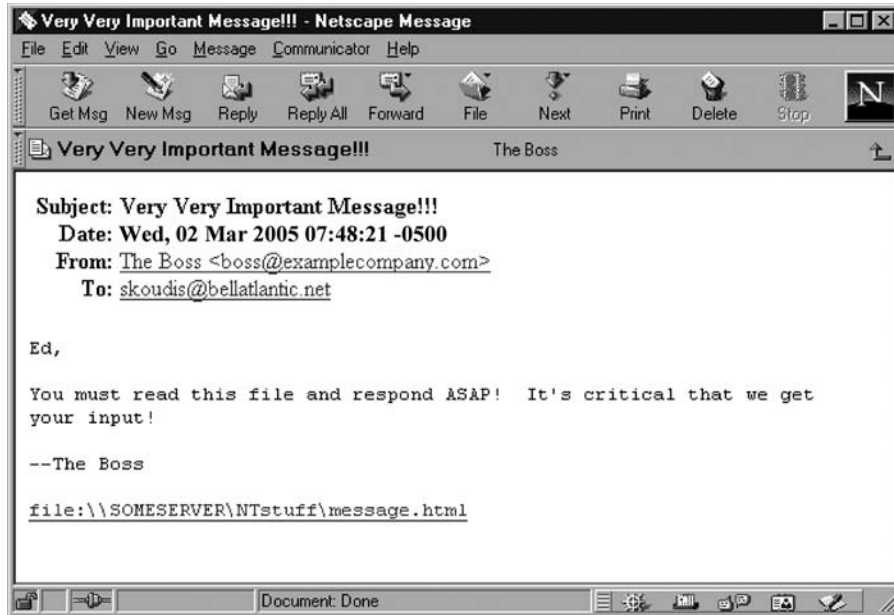 Very Very Important Message!!! - Netscape Message
File Edit View Go Message Communicator Help
Get Msg New Msg Reply Reply All Forward File Next Print Delete Stop N
Very Very Important Message!!! The Boss
Subject: Very Very Important Message!!!
Date: Wed, 02 Mar 2005 07:48:21 -0500
From: The Boss <boss@examplecompany.com>
To: skoudis@bellatlantic.net
Ed,
You must read this file and respond ASAP! It's critical that we get
your input!
--The Boss
file:\\SOMESERVER\NTstuff\message.html
Document: Done